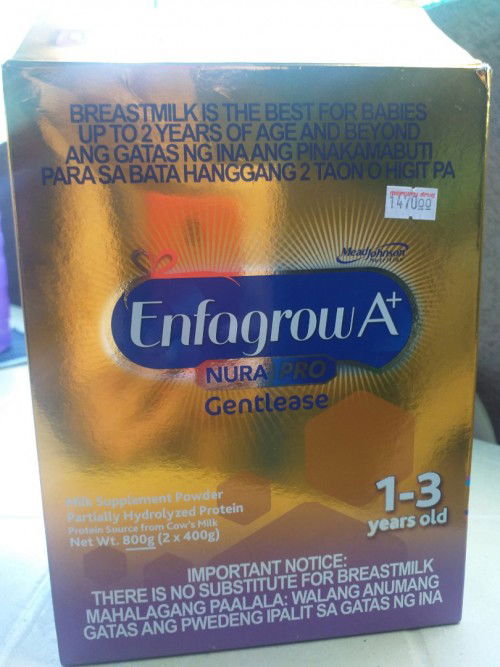 BREASTMILK IS THE BEST FOR BABIES
UP TO 2 YEARS OF AGE AND BEYOND
ANG GATAS NG INA ANG PINAKAMABUTI
PARA SA BATA HANGGANG 2 TAON O HIGIT PA
1470.00
MeadJohnson
NUTRITION
Enfagrow A+
NURA PRO
Gentlease
Milk Supplement Powder
Partially Hydrolyzed Protein
Protein Source from Cow's Milk
Net Wt. 800g (2 x 400g)
1-3
years old
IMPORTANT NOTICE:
THERE IS NO SUBSTITUTE FOR BREASTMILK
MAHALAGANG PAALALA: WALANG ANUMANG
GATAS ANG PWEDENG IPALIT SA GATAS NG INA